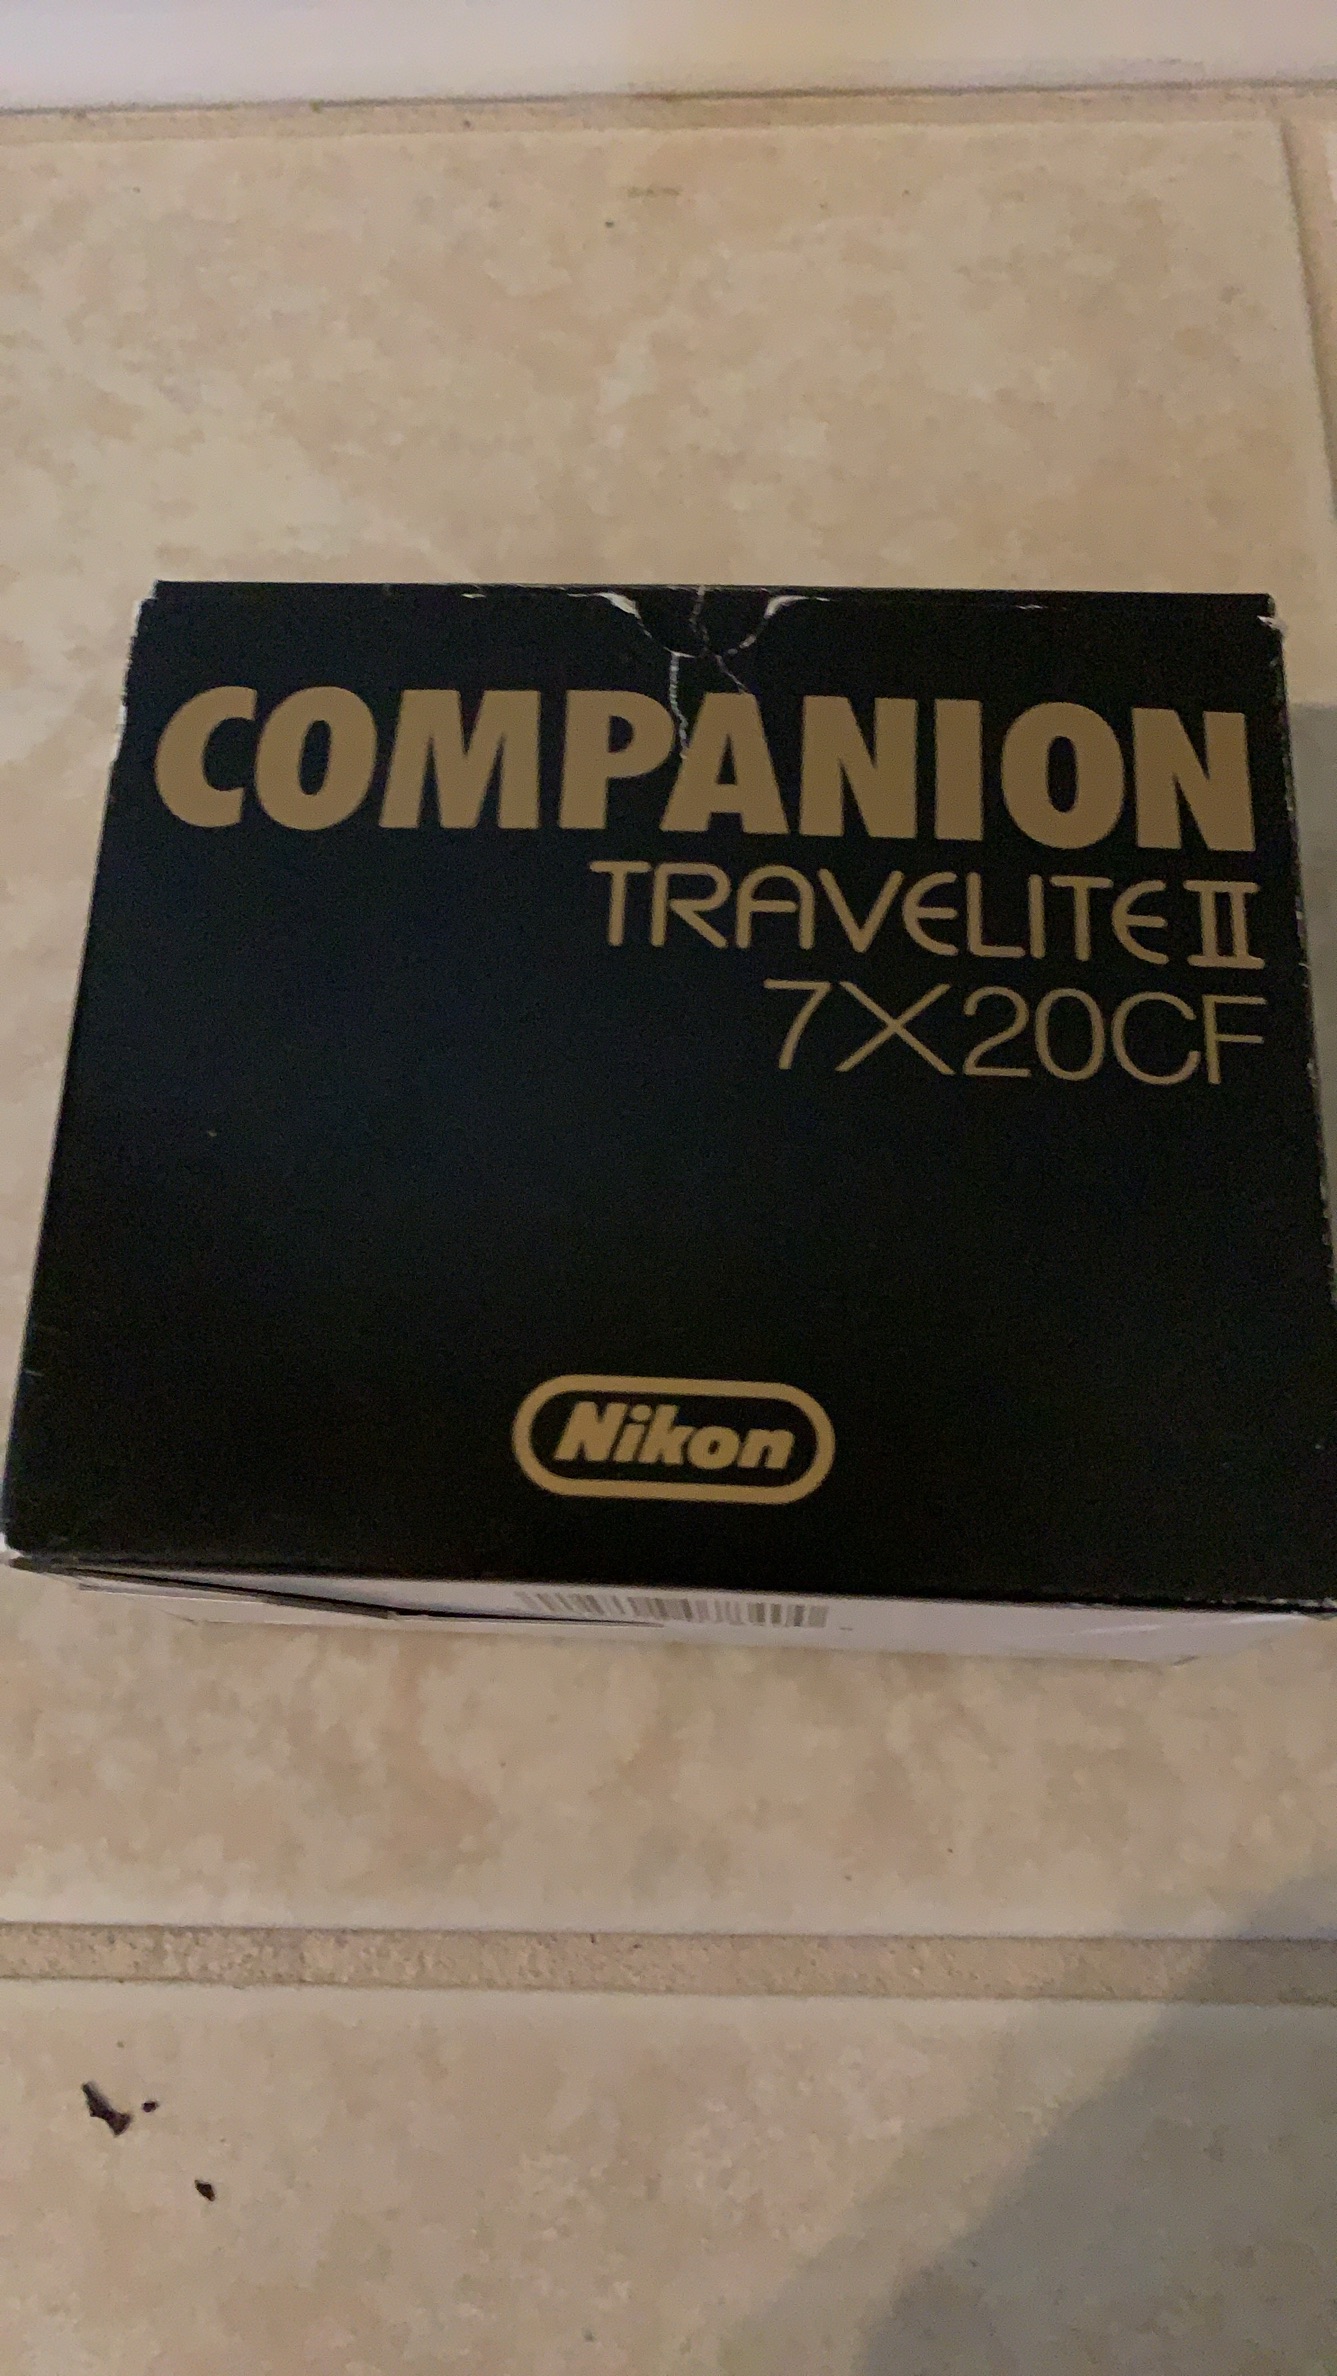 COMPANION
TRAVELITE II
7X20CF
Nikon